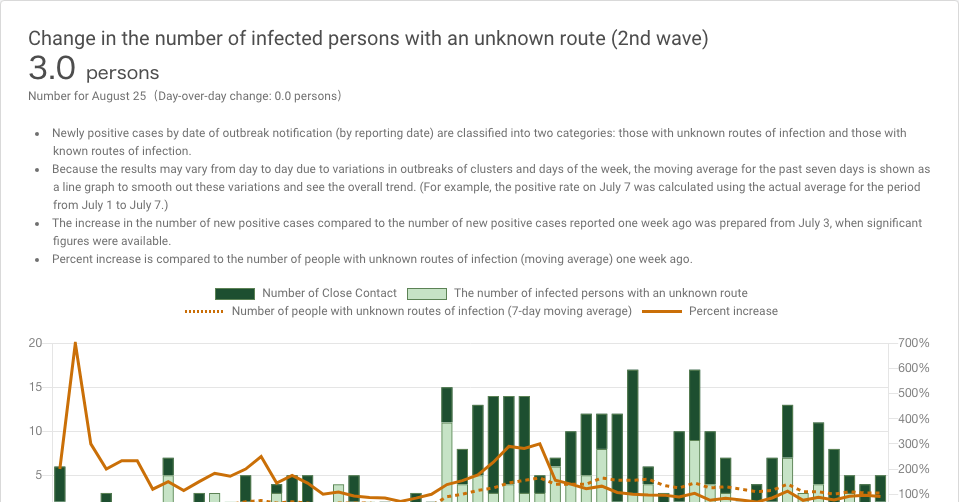 Change in the number of infected persons with an unknown route (2nd wave)
3.0 persons
Number for August 25 (Day-over-day change: 0.0 persons)
• Newly positive cases by date of outbreak notification (by reporting date) are classified into two categories: those with unknown routes of infection and those with
known routes of infection.
• Because the results may vary from day to day due to variations in outbreaks of clusters and days of the week, the moving average for the past seven days is shown as
a line graph to smooth out these variations and see the overall trend. (For example, the positive rate on July 7 was calculated using the actual average for the period
from July 1 to July 7.)
• The increase in the number of new positive cases compared to the number of new positive cases reported one week ago was prepared from July 3, when significant
figures were available.
• Percent increase is compared to the number of people with unknown routes of infection (moving average) one week ago.
Number of Close Contact The number of infected persons with an unknown route
Number of people with unknown routes of infection (7-day moving average) Percent increase
20 700%
600%
15 500%
400%
10 300%
5 200%
100%